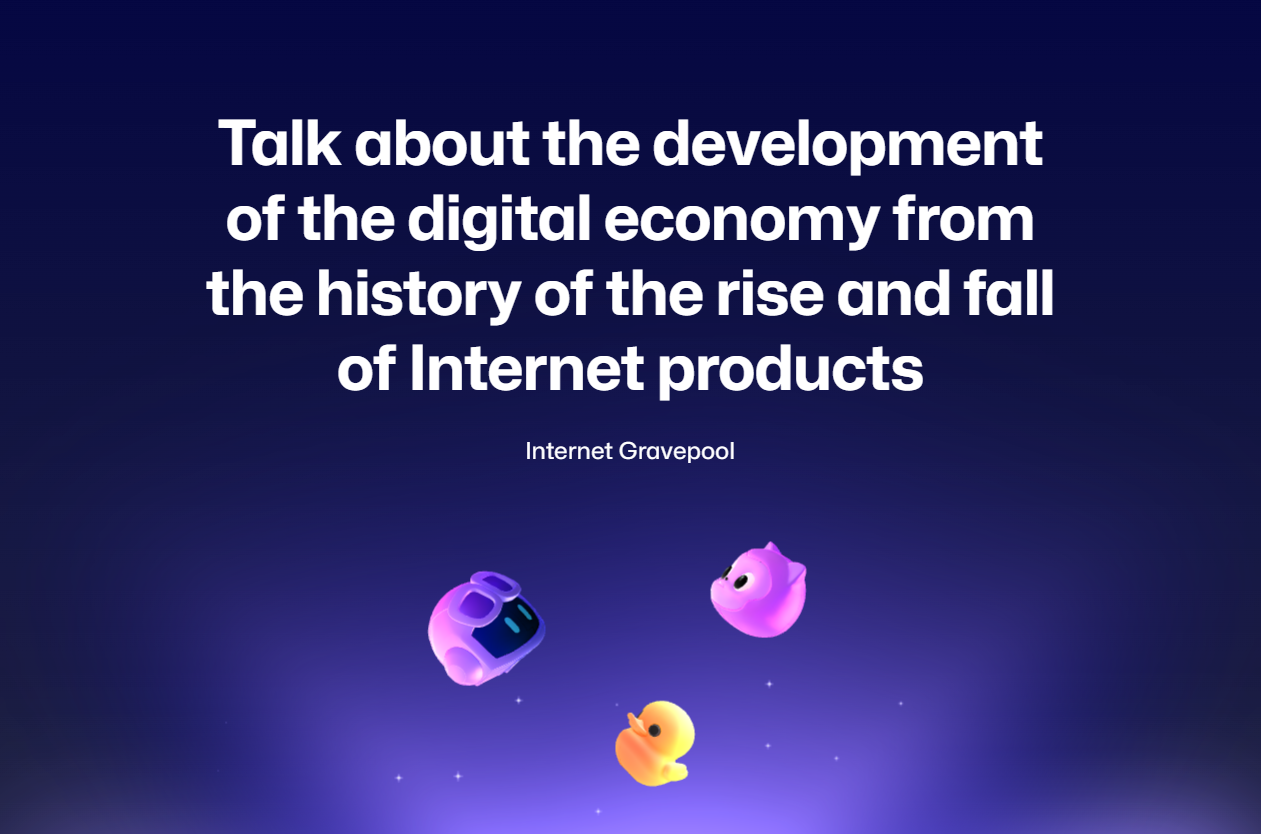 Talk about the development
of the digital economy from
the history of the rise and fall
of Internet products
Internet Gravepool